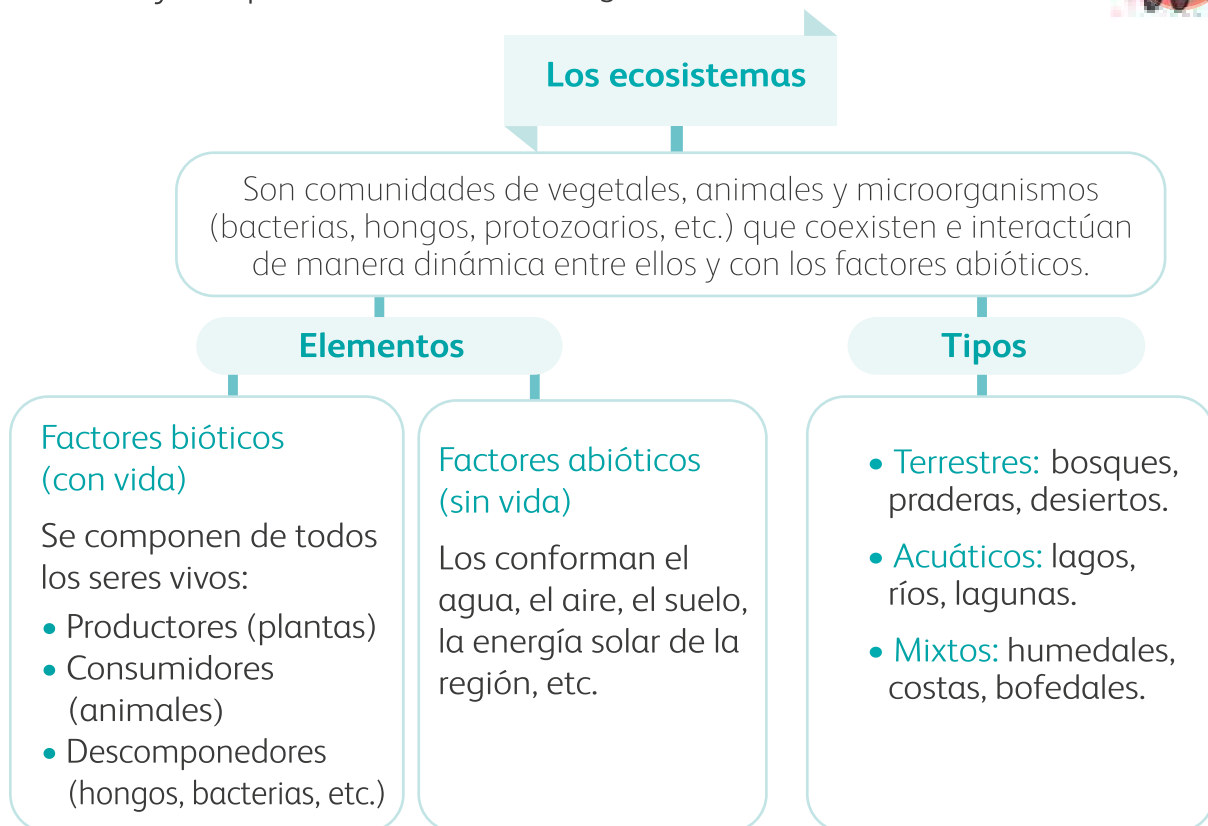 Los ecosistemas
Son comunidades de vegetales, animales y microorganismos
(bacterias, hongos, protozoarios, etc.) que coexisten e interactúan
de manera dinámica entre ellos y con los factores abióticos.
Elementos
Factores bióticos
(con vida)
Se componen de todos
los seres vivos:
• Productores (plantas)
• Consumidores
(animales)
• Descomponedores
(hongos, bacterias, etc.)
Factores abióticos
(sin vida)
Los conforman el
agua, el aire, el suelo,
la energía solar de la
región, etc.
Tipos
• Terrestres: bosques,
praderas, desiertos.
• Acuáticos: lagos,
ríos, lagunas.
• Mixtos: humedales,
costas, bofedales.